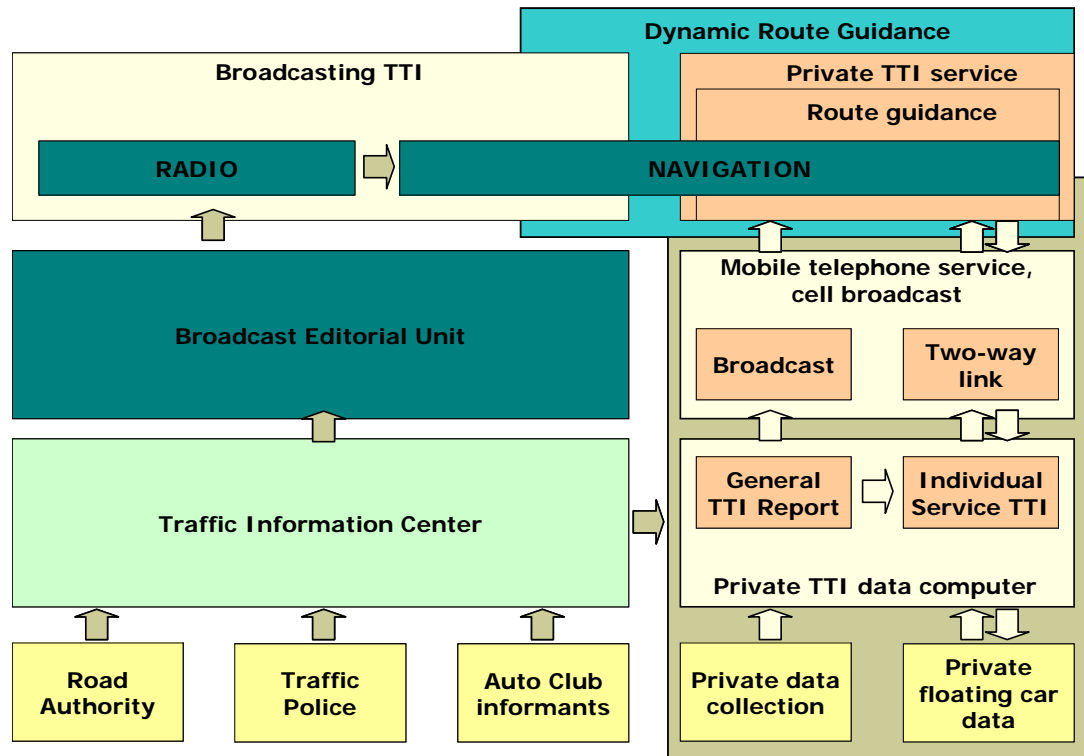 Dynamic Route Guidance
Broadcasting TTI
Private TTI service
Route guidance
RADIO
NAVIGATION
Broadcast Editorial Unit
Mobile telephone service,
cell broadcast
Broadcast
Two-way
link
Traffic Information Center
General
TTI Report
Individual
Service TTI
Private TTI data computer
Road
Authority
Traffic
Police
Auto Club
informants
Private data
collection
Private
floating car
data